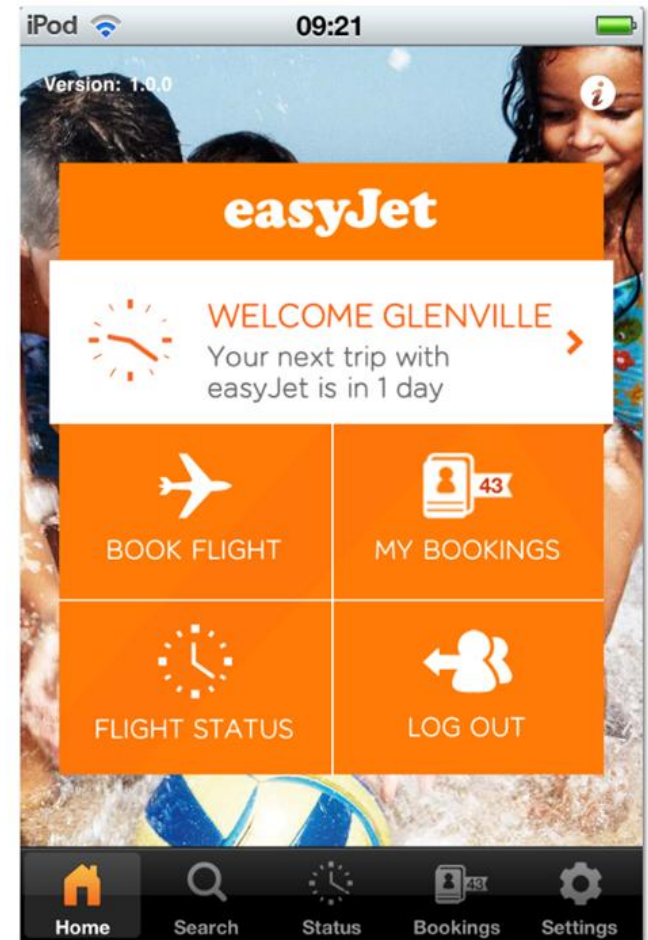 iPod 09:21
Version: 1.0.0
i
easyJet
WELCOME GLENVILLE
Your next trip with
easyJet is in 1 day
43
BOOK FLIGHT MY BOOKINGS
FLIGHT STATUS LOG OUT
43
Home Search Status Bookings Settings